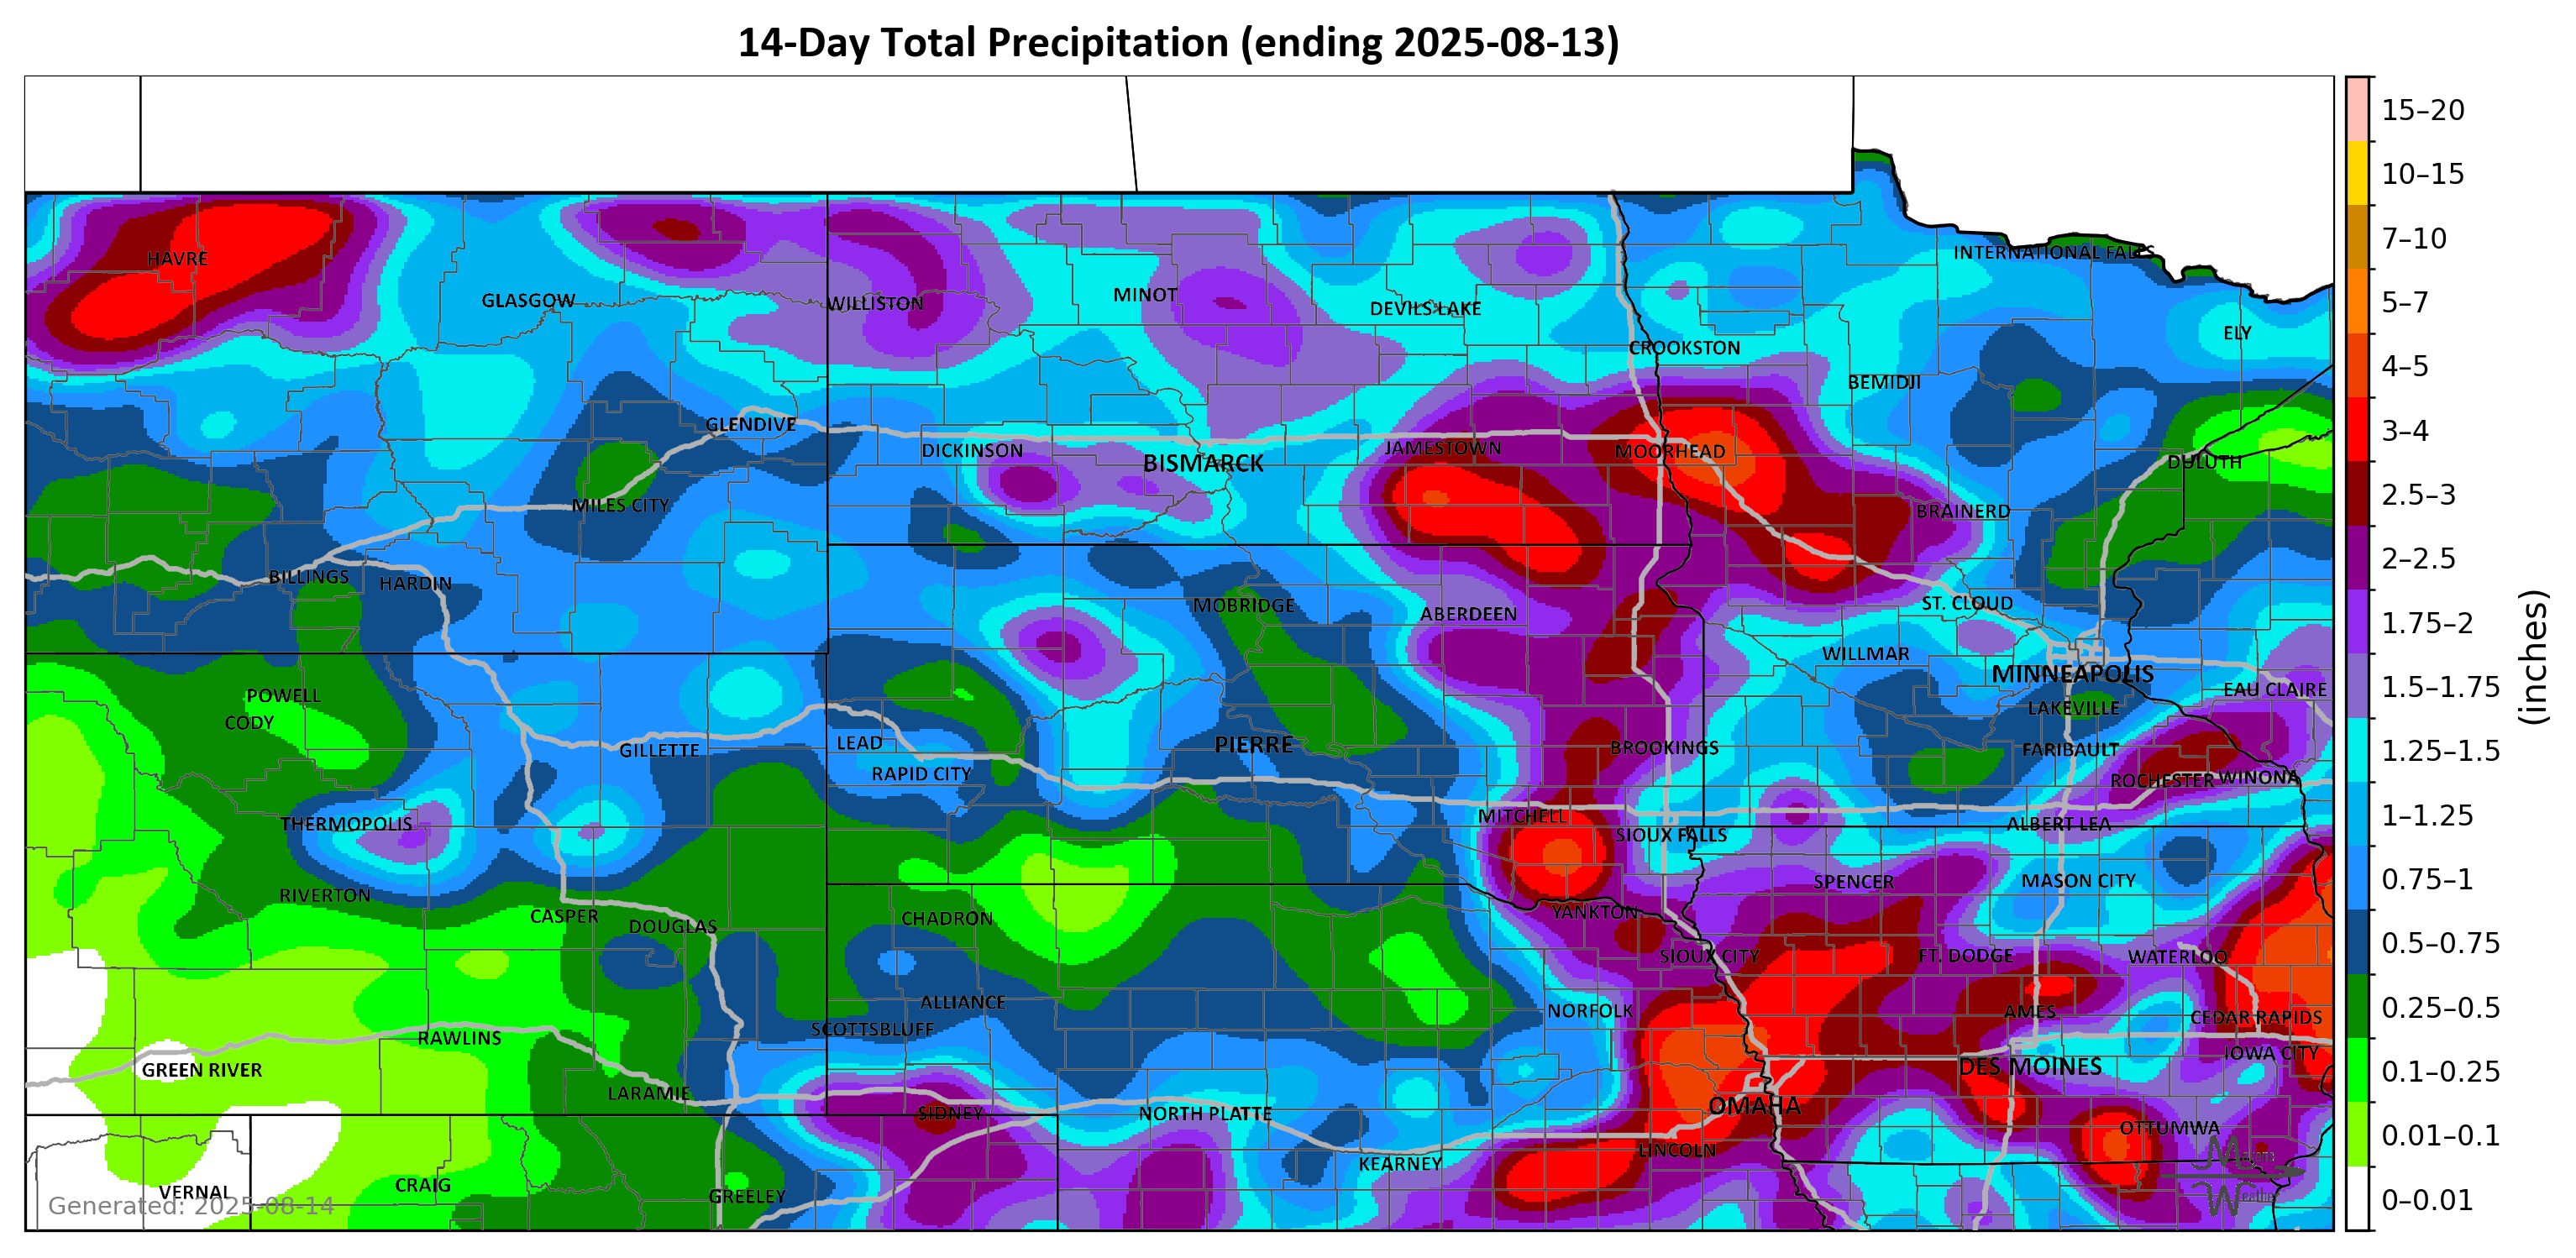 14-Day Total Precipitation (ending 2025-08-13)
15–20
10–15
7–10
5–7
4–5
3–4
2.5–3
2–2.5
1.75–2
1.5–1.75
1.25–1.5
1–1.25
0.75–1
0.5–0.75
0.25–0.5
0.1–0.25
0.01–0.1
0–0.01
(inches)
INTERNATIONAL FALLS
HAVRE
GLASGOW
WILLISTON
MINOT
DEVILS LAKE
ELY
CROOKSTON
BEMIDJI
GLENDIVE
DICKINSON
BISMARCK
JAMESTOWN
MOORHEAD
DULUTH
MILES CITY
BRAINERD
BILLINGS
HARDIN
MOBRIDGE
ABERDEEN
ST. CLOUD
WILLMAR
MINNEAPOLIS
POWELL
EAU CLAIRE
CODY
LAKEVILLE
GILLETTE
LEAD
PIERRE
BROOKINGS
FARIBAULT
RAPID CITY
ROCHESTER
WINONA
THERMOPOLIS
MITCHELL
SIOUX FALLS
ALBERT LEA
RIVERTON
SPENCER
MASON CITY
CASPER
DOUGLAS
CHADRON
YANKTON
SIOUX CITY
FT. DODGE
WATERLOO
ALLIANCE
NORFOLK
AMES
CEDAR RAPIDS
SCOTTSBLUFF
RAWLINS
IOWA CITY
GREEN RIVER
DES MOINES
LARAMIE
SIDNEY
NORTH PLATTE
OMAHA
OTTUMWA
LINCOLN
KEARNEY
VERNAL
CRAIG
GREELEY
Generated: 2025-08-14